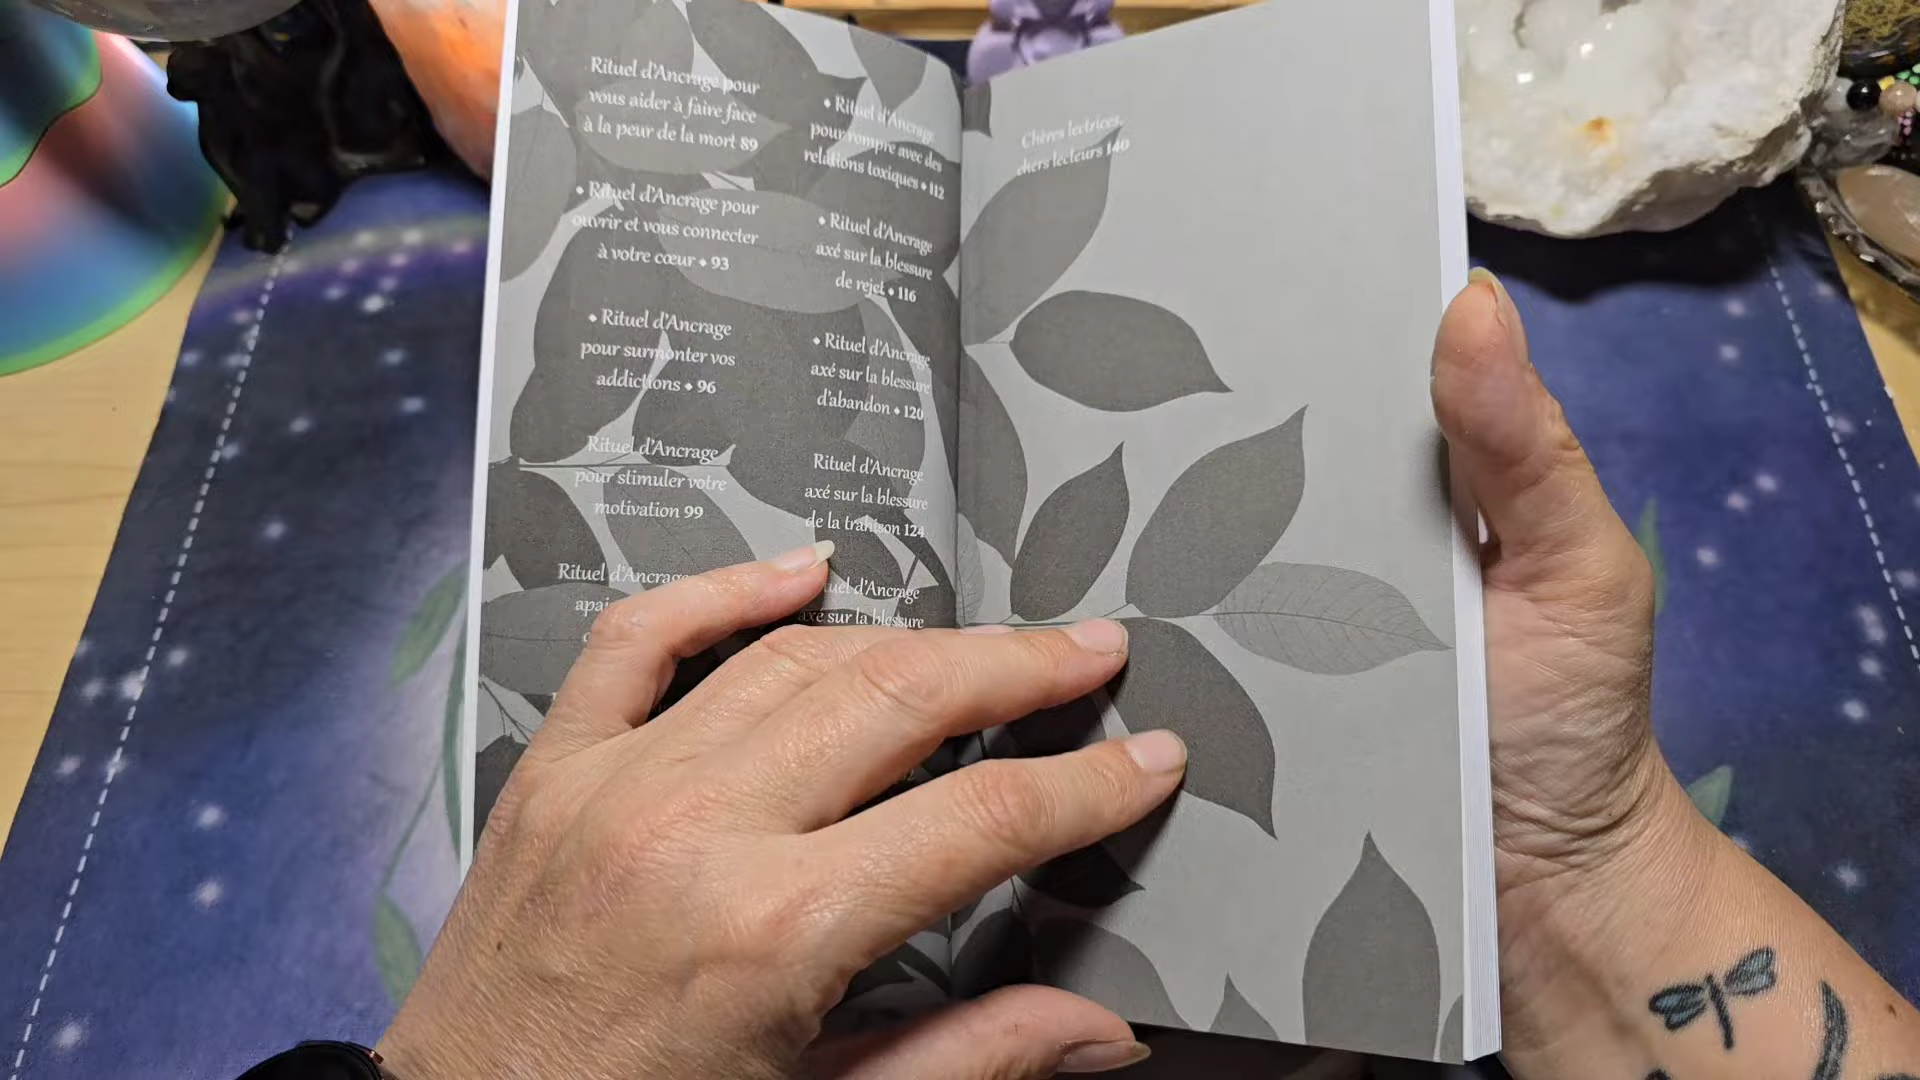 Rituel d'Ancrage pour
vous aider à faire face
à la peur de la mort 89
• Rituel d'Ancrage pour
ouvrir et vous connecter
à votre cœur • 93
• Rituel d'Ancrage
pour surmonter vos
addictions • 96
Rituel d'Ancrage
pour stimuler votre
motivation 99
Rituel d'Ancrage
• Rituel d'Ancrage
pour rompre avec des
relations toxiques • 112
• Rituel d'Ancrage
axé sur la blessure
de rejet • 116
• Rituel d'Ancrage
axé sur la blessure
d'abandon • 120
Rituel d'Ancrage
axé sur la blessure
de la trahison 124
d'Ancrage
axé sur la blessure
Chères lectrices,
chers lecteurs 140